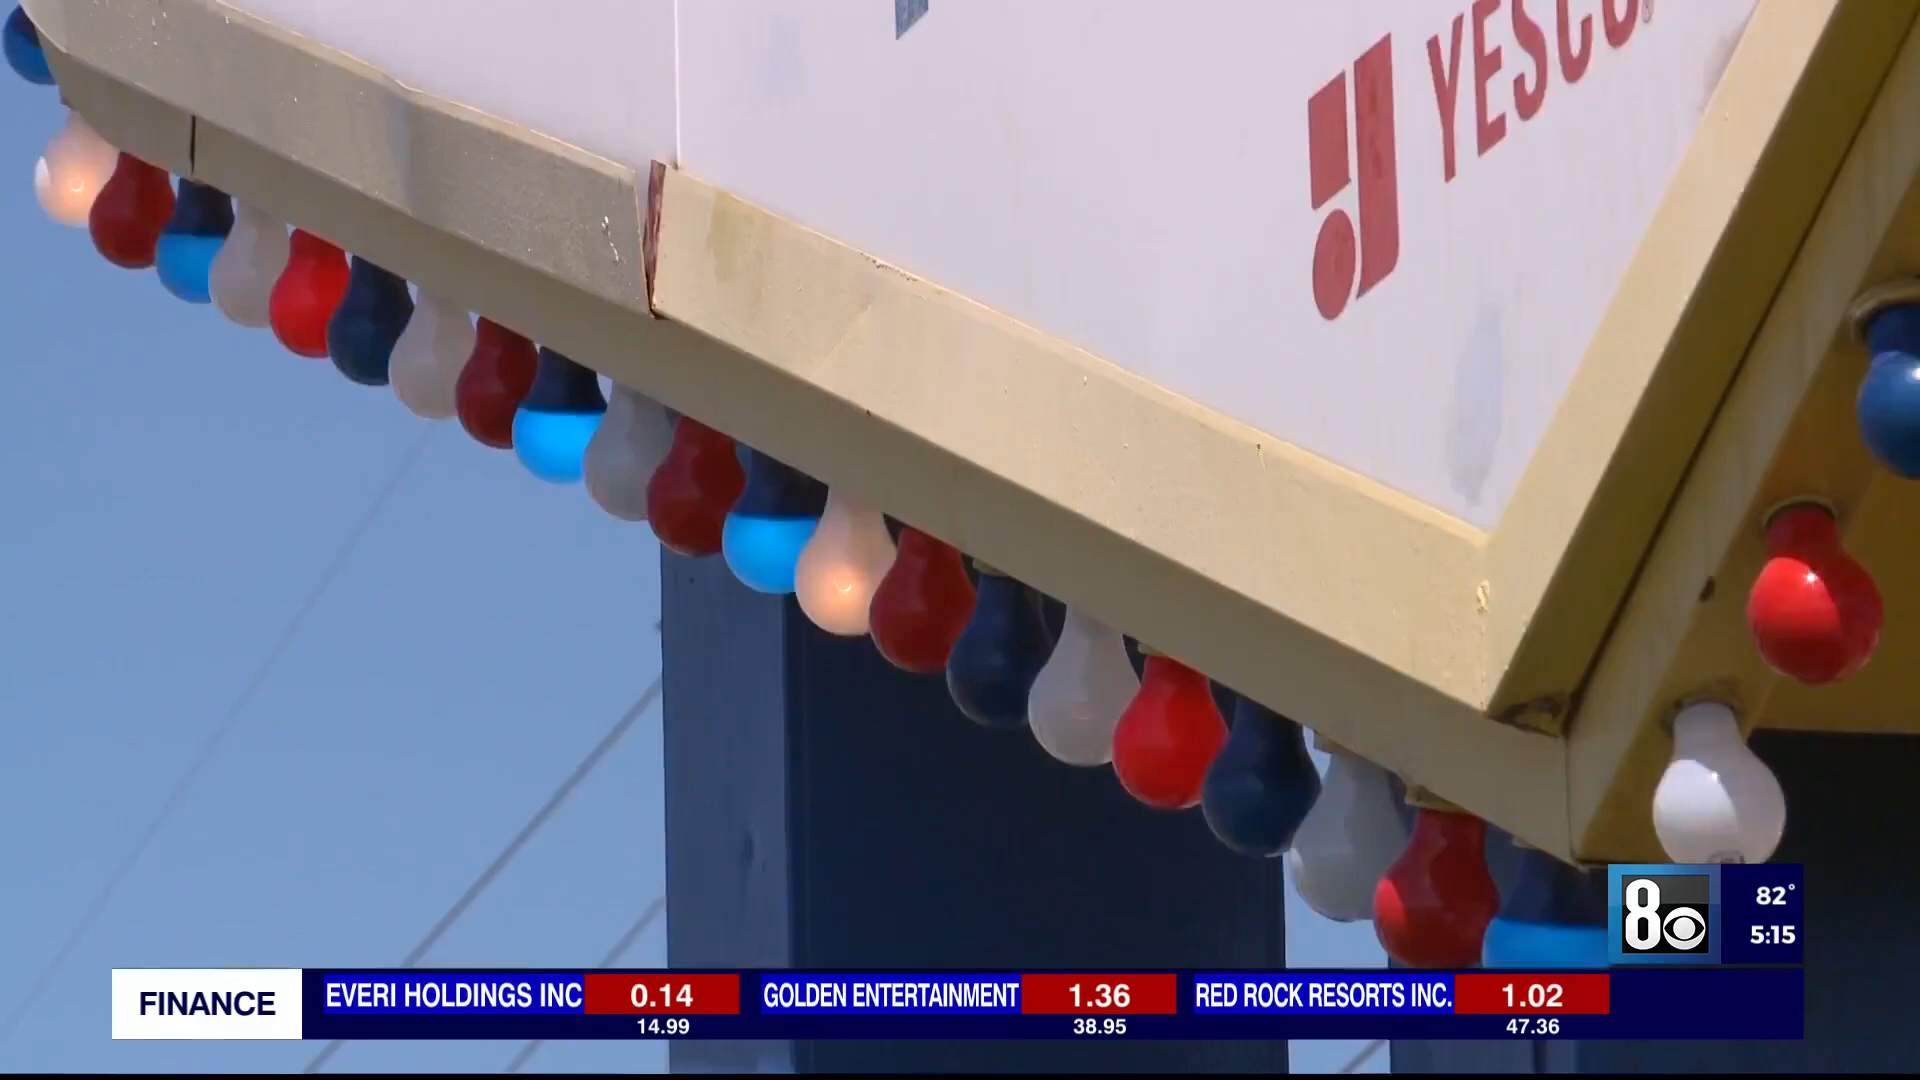 YESCO
8
82°
5:15
FINANCE
EVERI HOLDINGS INC 0.14
14.99
GOLDEN ENTERTAINMENT 1.36
38.95
RED ROCK RESORTS INC. 1.02
47.36